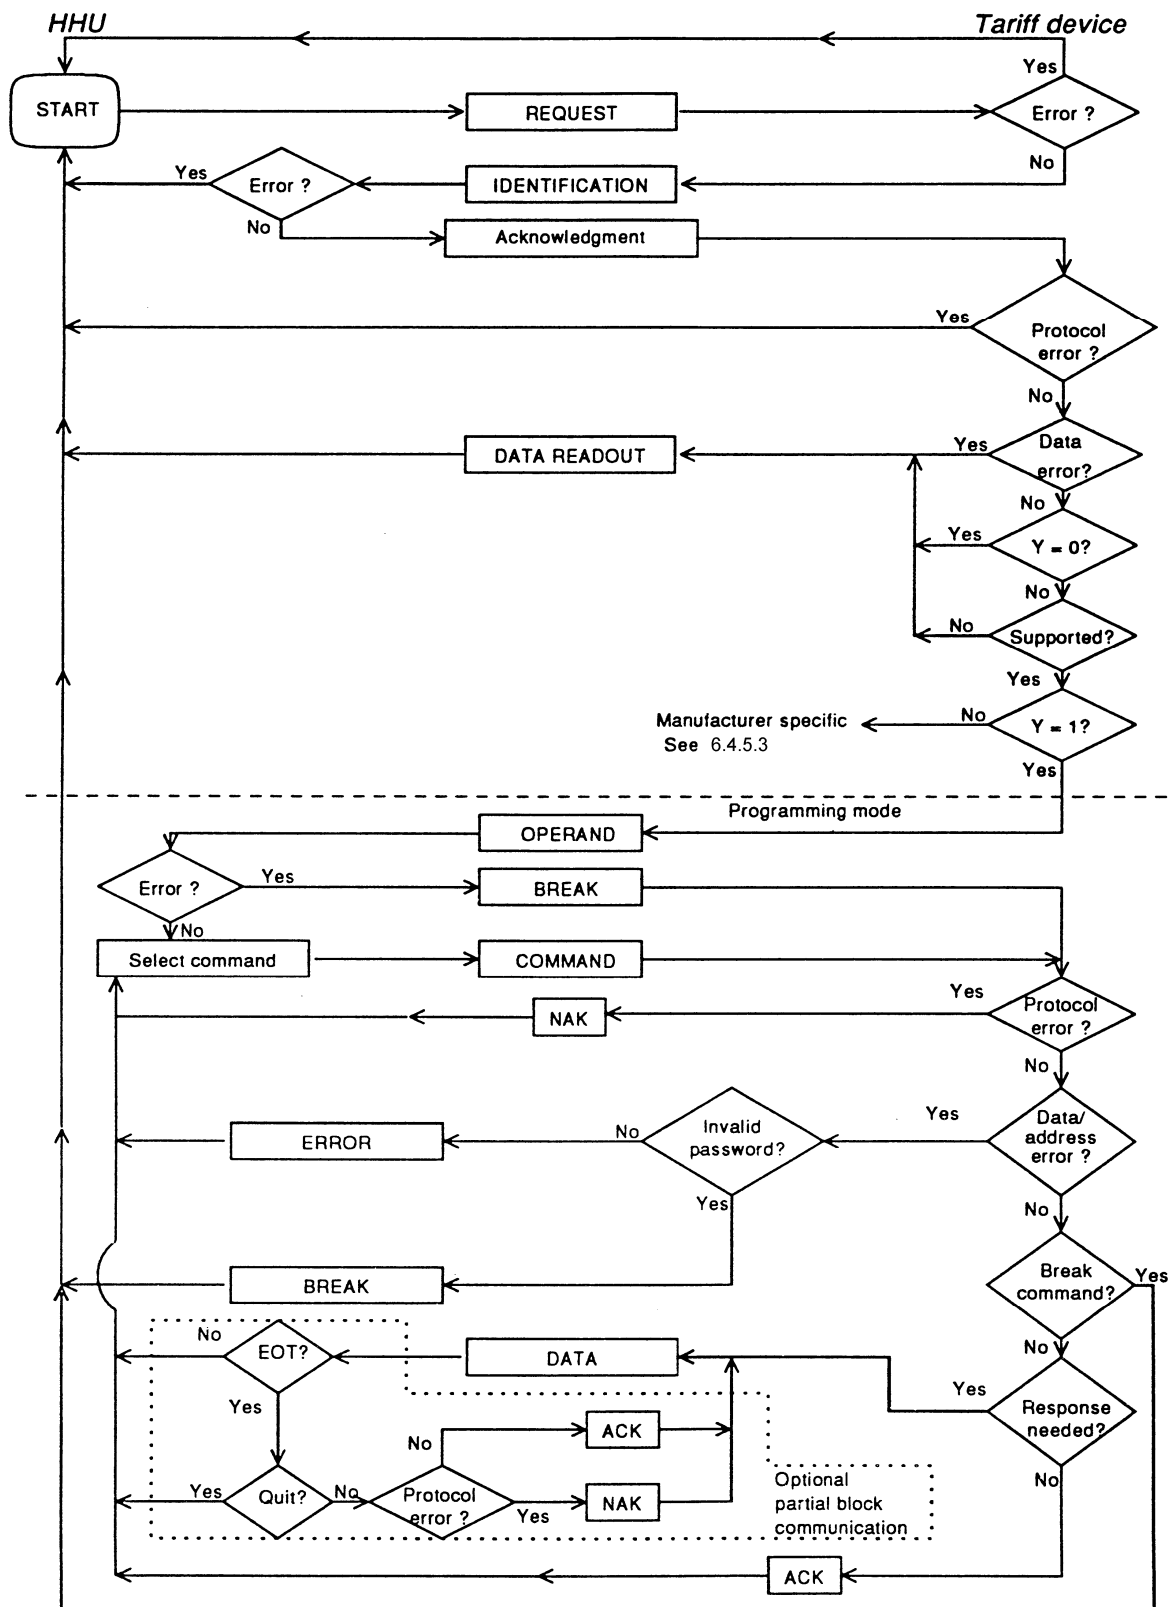 HHU
Tariff device
Yes
START
REQUEST
Error ?
No
Yes
Error ?
IDENTIFICATION
No
Acknowledgment
Yes
Protocol
error ?
No
DATA READOUT
Yes
Data
error?
No
Yes
Y = 0?
No
No
Supported?
Yes
Manufacturer specific
See 6.4.5.3
No
Y = 1?
Yes
Programming mode
OPERAND
Error ?
Yes
BREAK
No
Select command
COMMAND
Yes
NAK
Protocol
error ?
No
ERROR
No
Invalid
password?
Yes
Data/
address
error ?
Yes
No
BREAK
Break
command?
Yes
No
EOT?
DATA
No
Yes
Yes
Response
needed?
No
ACK
Yes
Quit?
No
Protocol
error ?
Yes
NAK
Optional
partial block
communication
No
ACK